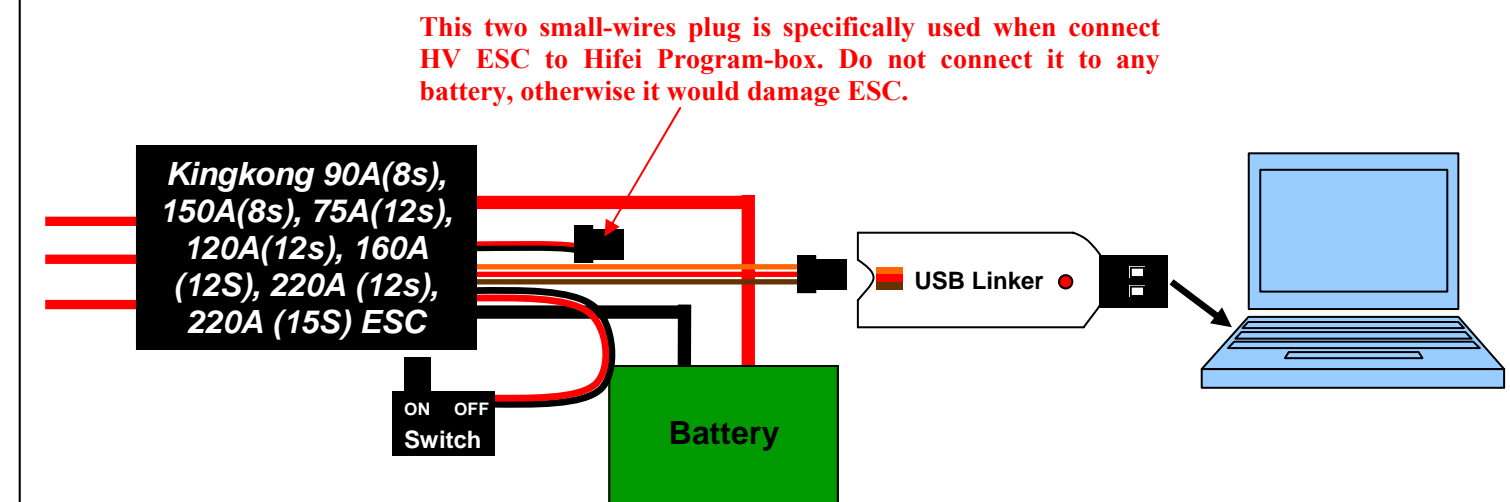 This two small-wires plug is specifically used when connect
HV ESC to Hifei Program-box. Do not connect it to any
battery, otherwise it would damage ESC.
Kingkong 90A(8s),
150A(8s), 75A(12s),
120A(12s), 160A
(12S), 220A (12s),
220A (15S) ESC
USB Linker
ON OFF
Switch
Battery